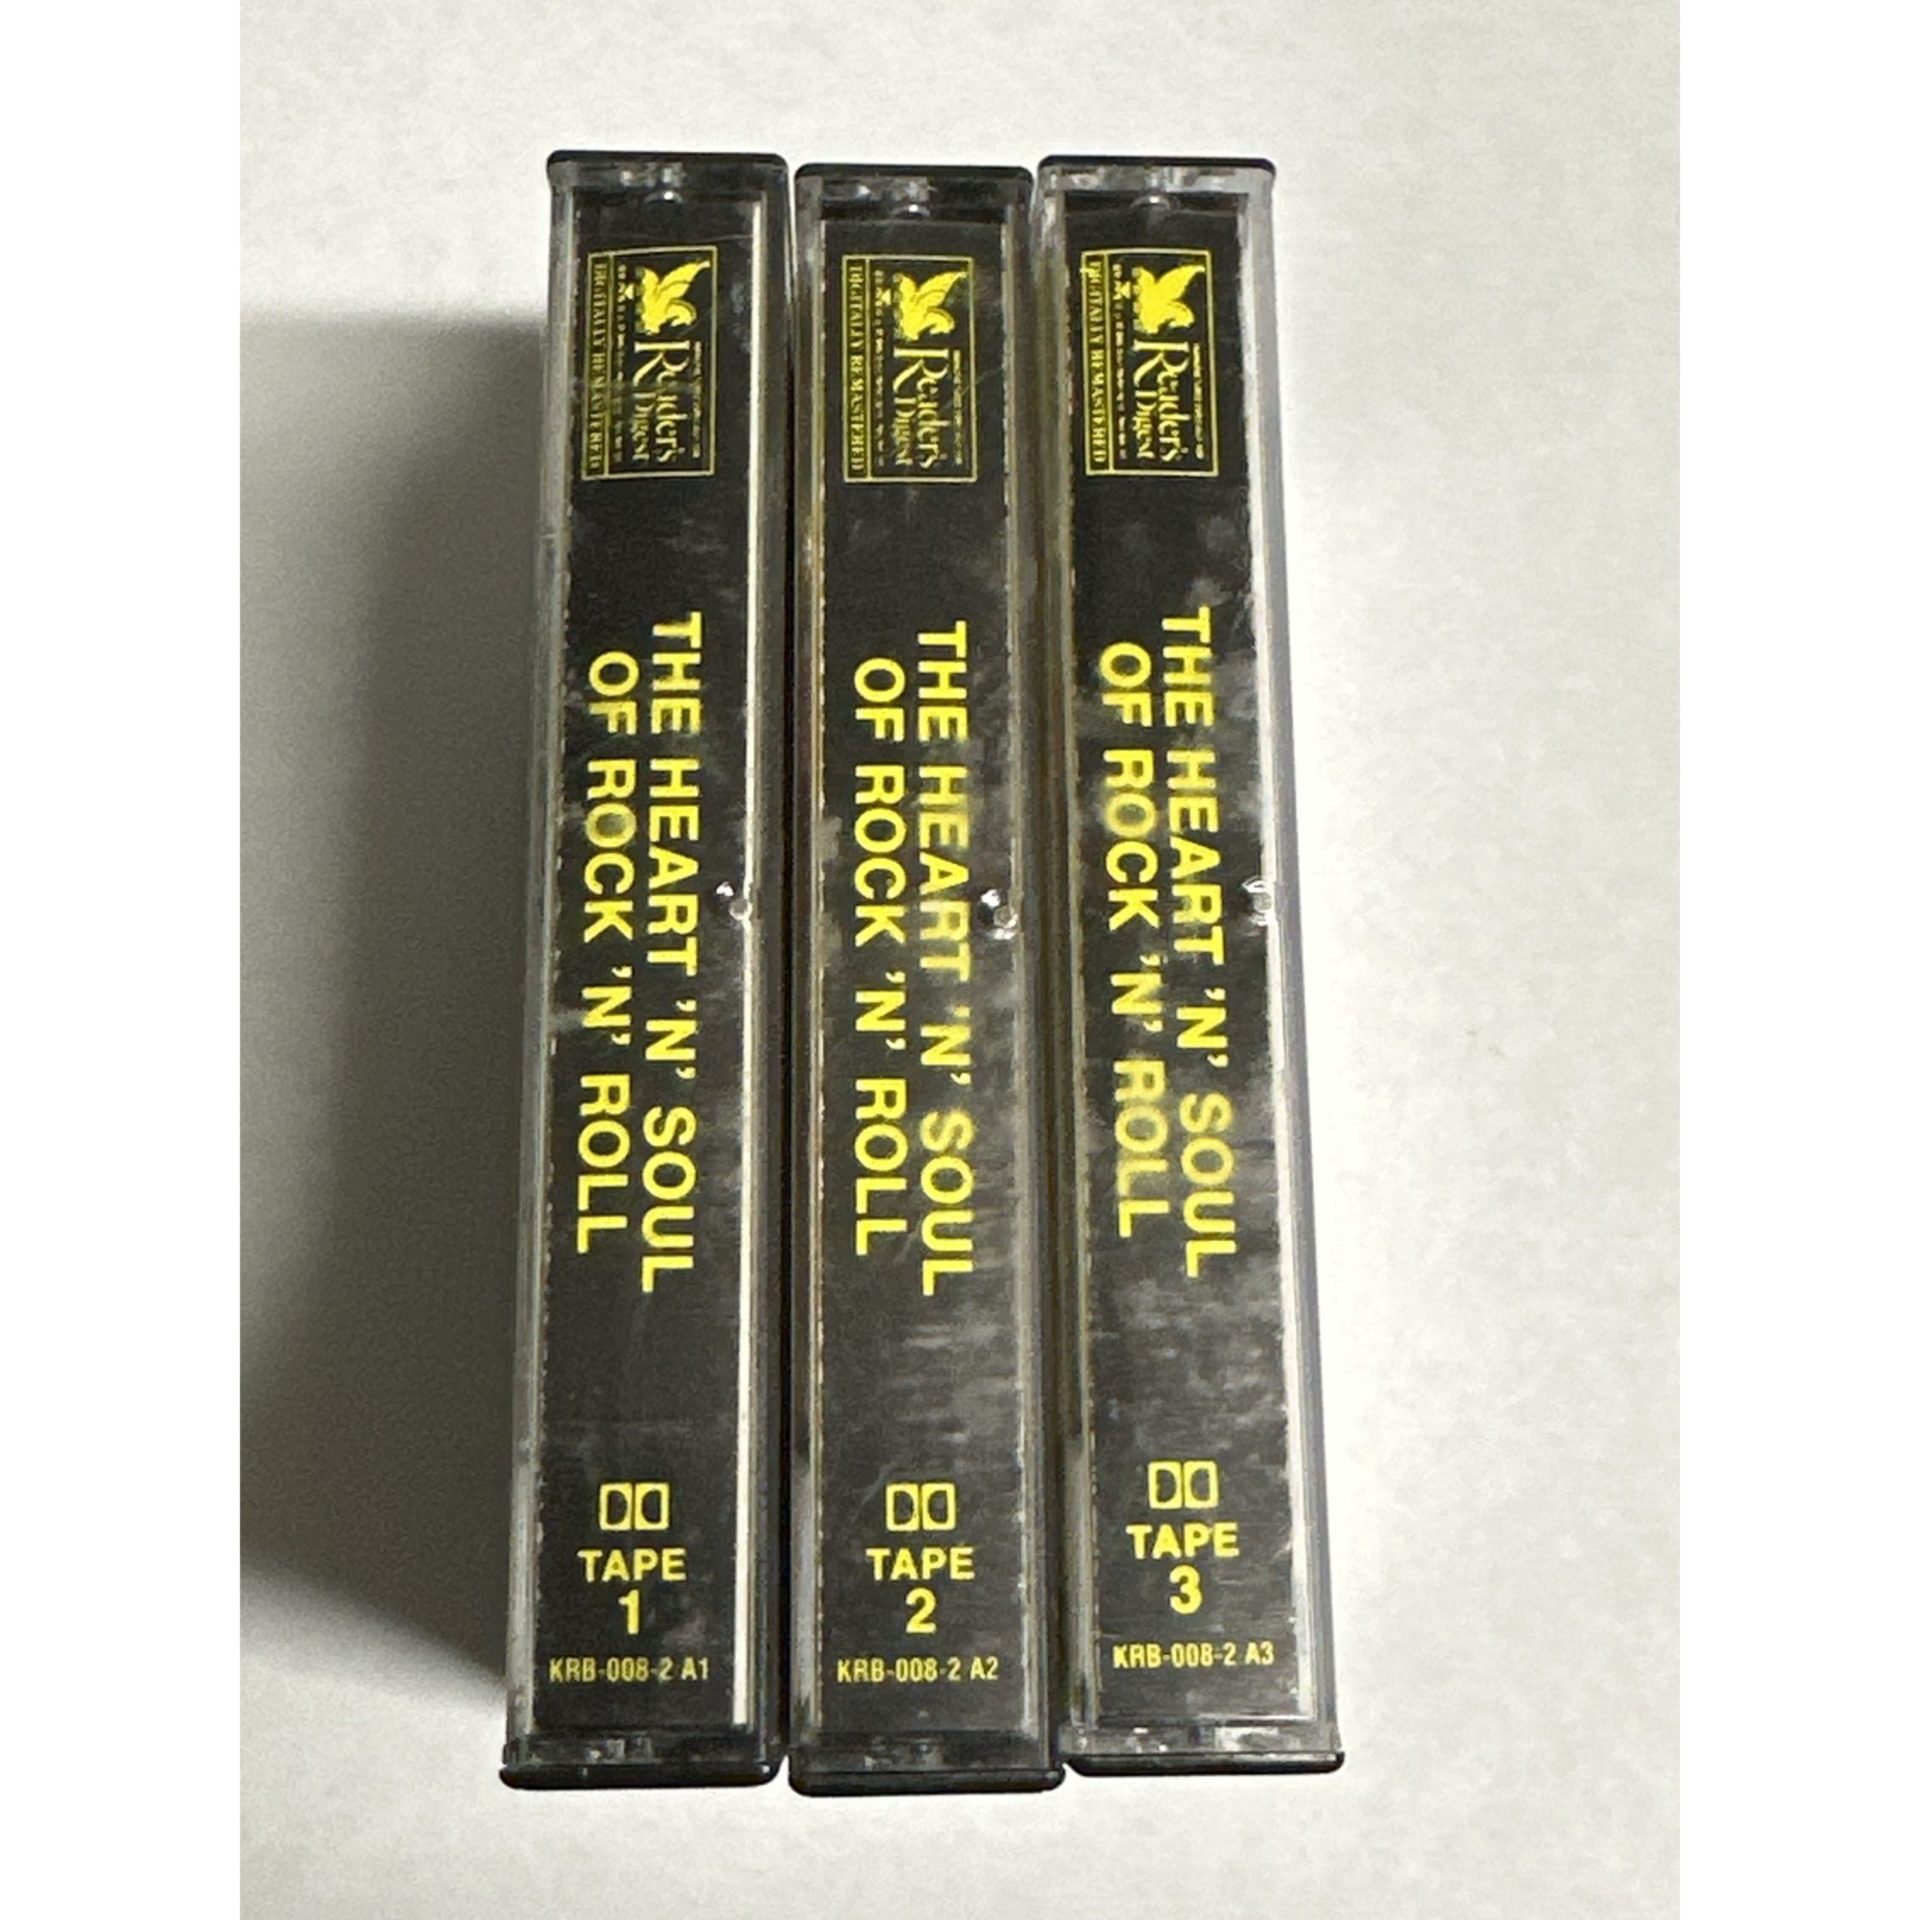 Reader's
Digest
DIGITALLY REMASTERED
THE HEART 'N' SOUL
OF ROCK 'N' ROLL
TAPE
1
KRB-008-2 A1
Reader's
Digest
DIGITALLY REMASTERED
THE HEART 'N' SOUL
OF ROCK 'N' ROLL
TAPE
2
KRB-008-2 A2
Reader's
Digest
DIGITALLY REMASTERED
THE HEART 'N' SOUL
OF ROCK 'N' ROLL
TAPE
3
KRB-008-2 A3